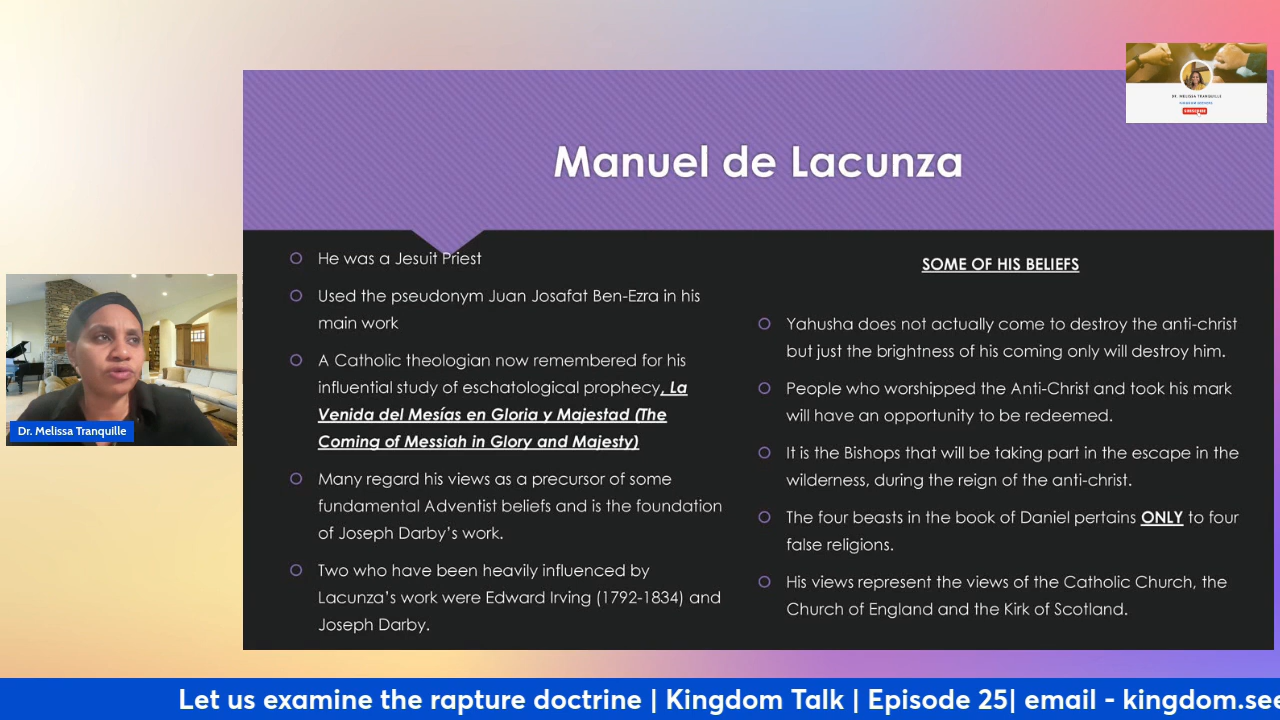 DR. MELISSA TRANQUILLE
SUBSCRIBE
Manuel de Lacunza
He was a Jesuit Priest
Used the pseudonym Juan Josafat Ben-Ezra in his
main work
A Catholic theologian now remembered for his
influential study of eschatological prophecy, La
Venida del Mesías en Gloria y Majestad (The
Coming of Messiah in Glory and Majesty)
Many regard his views as a precursor of some
fundamental Adventist beliefs and is the foundation
of Joseph Darby's work.
Two who have been heavily influenced by
Lacunza's work were Edward Irving (1792-1834) and
Joseph Darby.
SOME OF HIS BELIEFS
Yahusha does not actually come to destroy the anti-christ
but just the brightness of his coming only will destroy him.
People who worshipped the Anti-Christ and took his mark
will have an opportunity to be redeemed.
It is the Bishops that will be taking part in the escape in the
wilderness, during the reign of the anti-christ.
The four beasts in the book of Daniel pertains ONLY to four
false religions.
His views represent the views of the Catholic Church, the
Church of England and the Kirk of Scotland.
Dr. Melissa Tranquille
Let us examine the rapture doctrine | Kingdom Talk | Episode 25| email - kingdom.see